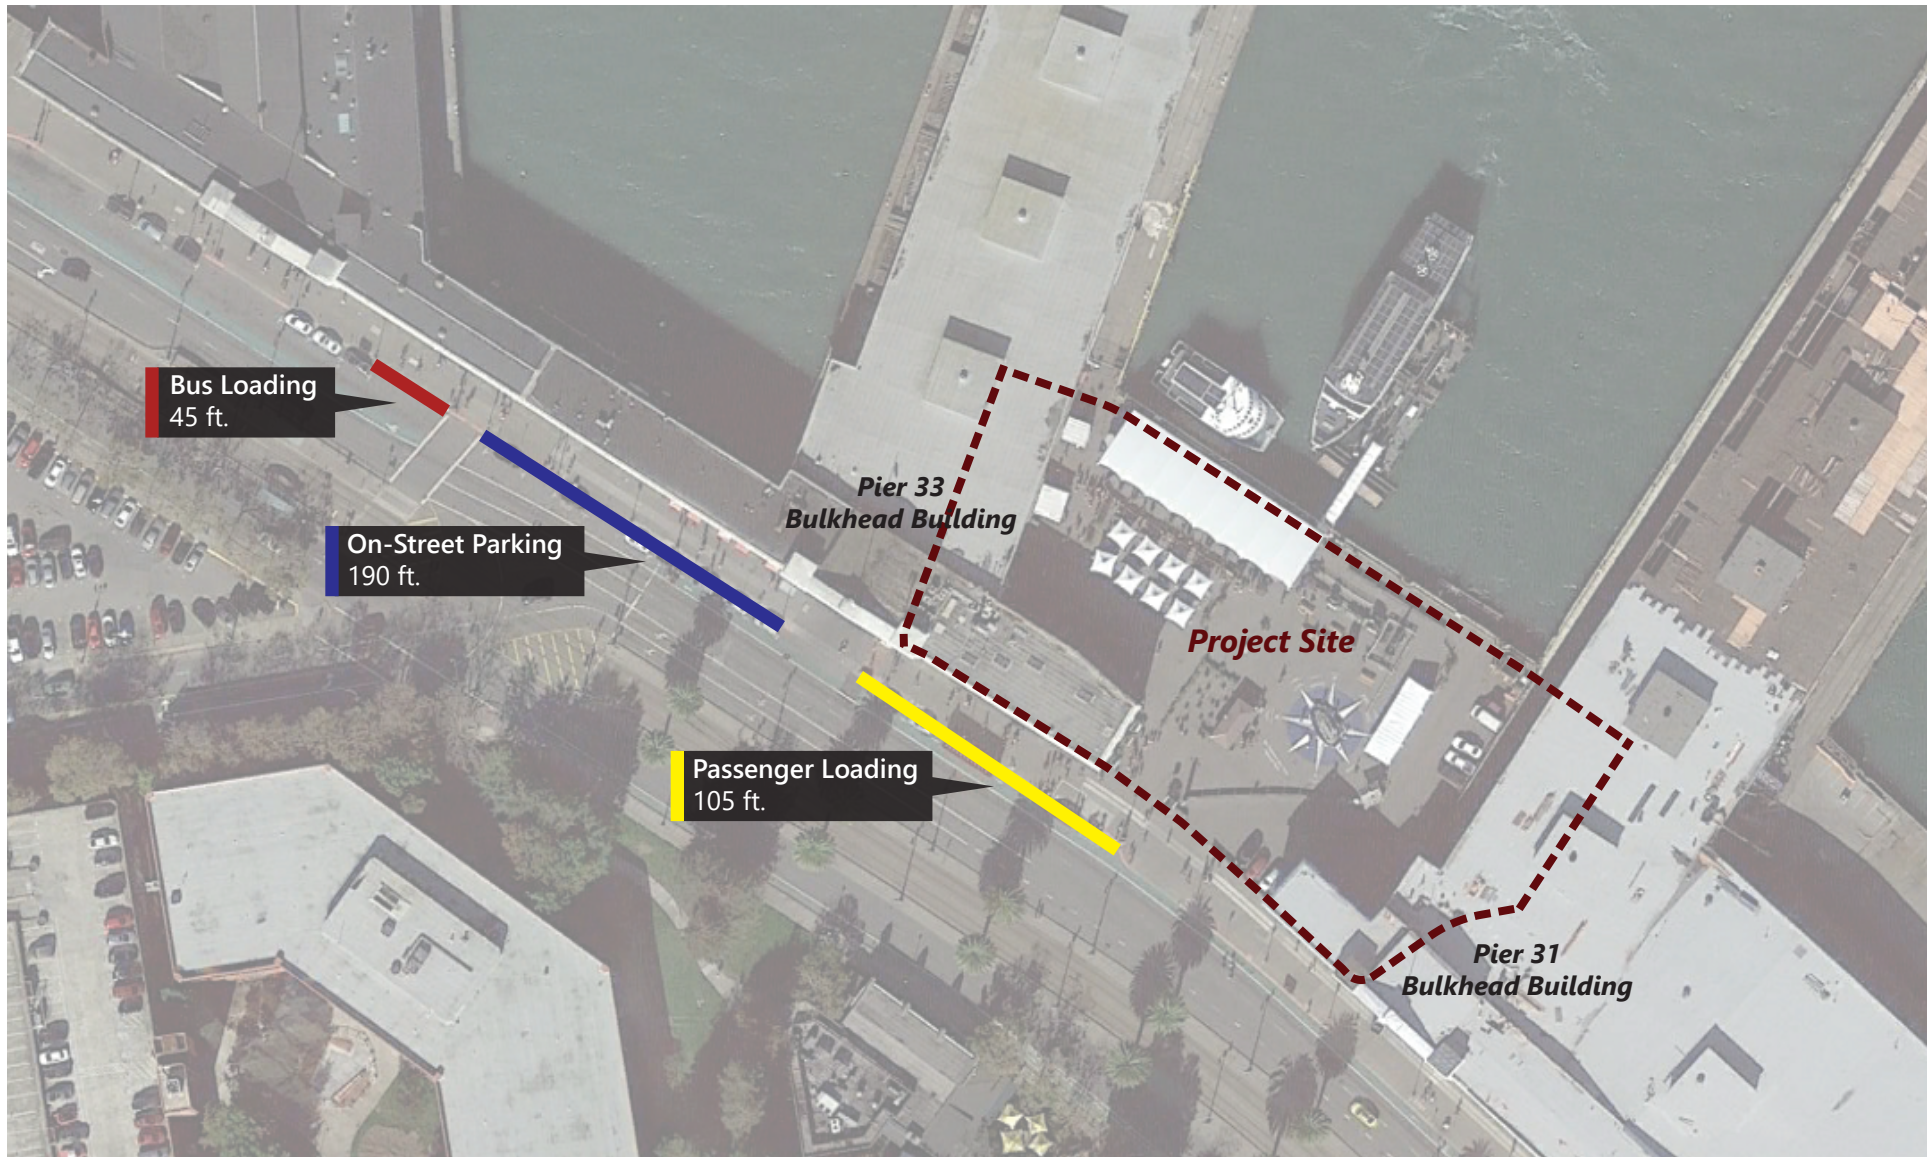 Bus Loading
45 ft.
Pier 33
Bulkhead Building
On-Street Parking
190 ft.
Project Site
Passenger Loading
105 ft.
Pier 31
Bulkhead Building